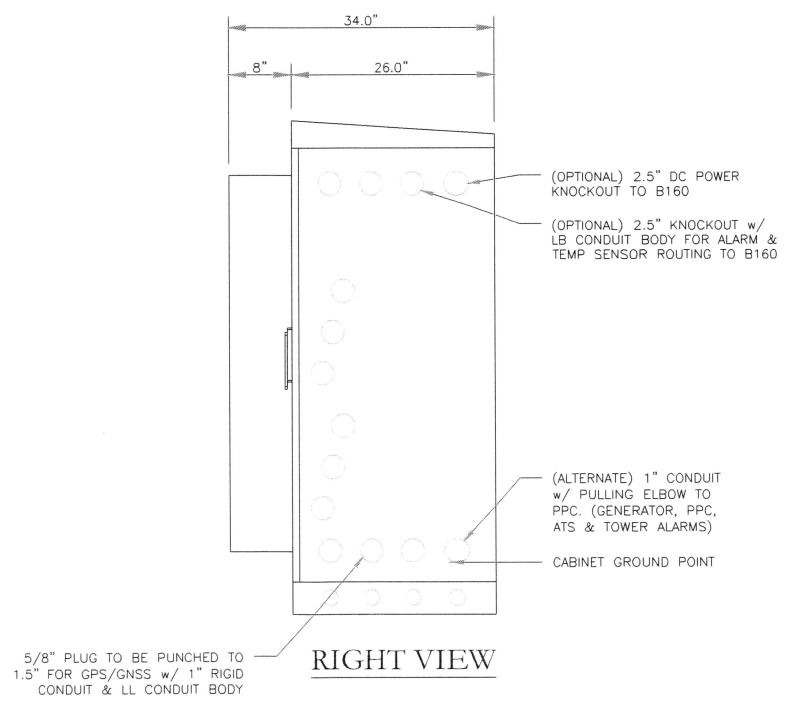 34.0"
8"
26.0"
(OPTIONAL) 2.5" DC POWER
KNOCKOUT TO B160
(OPTIONAL) 2.5" KNOCKOUT w/
LB CONDUIT BODY FOR ALARM &
TEMP SENSOR ROUTING TO B160
(ALTERNATE) 1" CONDUIT
w/ PULLING ELBOW TO
PPC. (GENERATOR, PPC,
ATS & TOWER ALARMS)
CABINET GROUND POINT
5/8" PLUG TO BE PUNCHED TO
1.5" FOR GPS/GNSS w/ 1" RIGID
CONDUIT & LL CONDUIT BODY
RIGHT VIEW